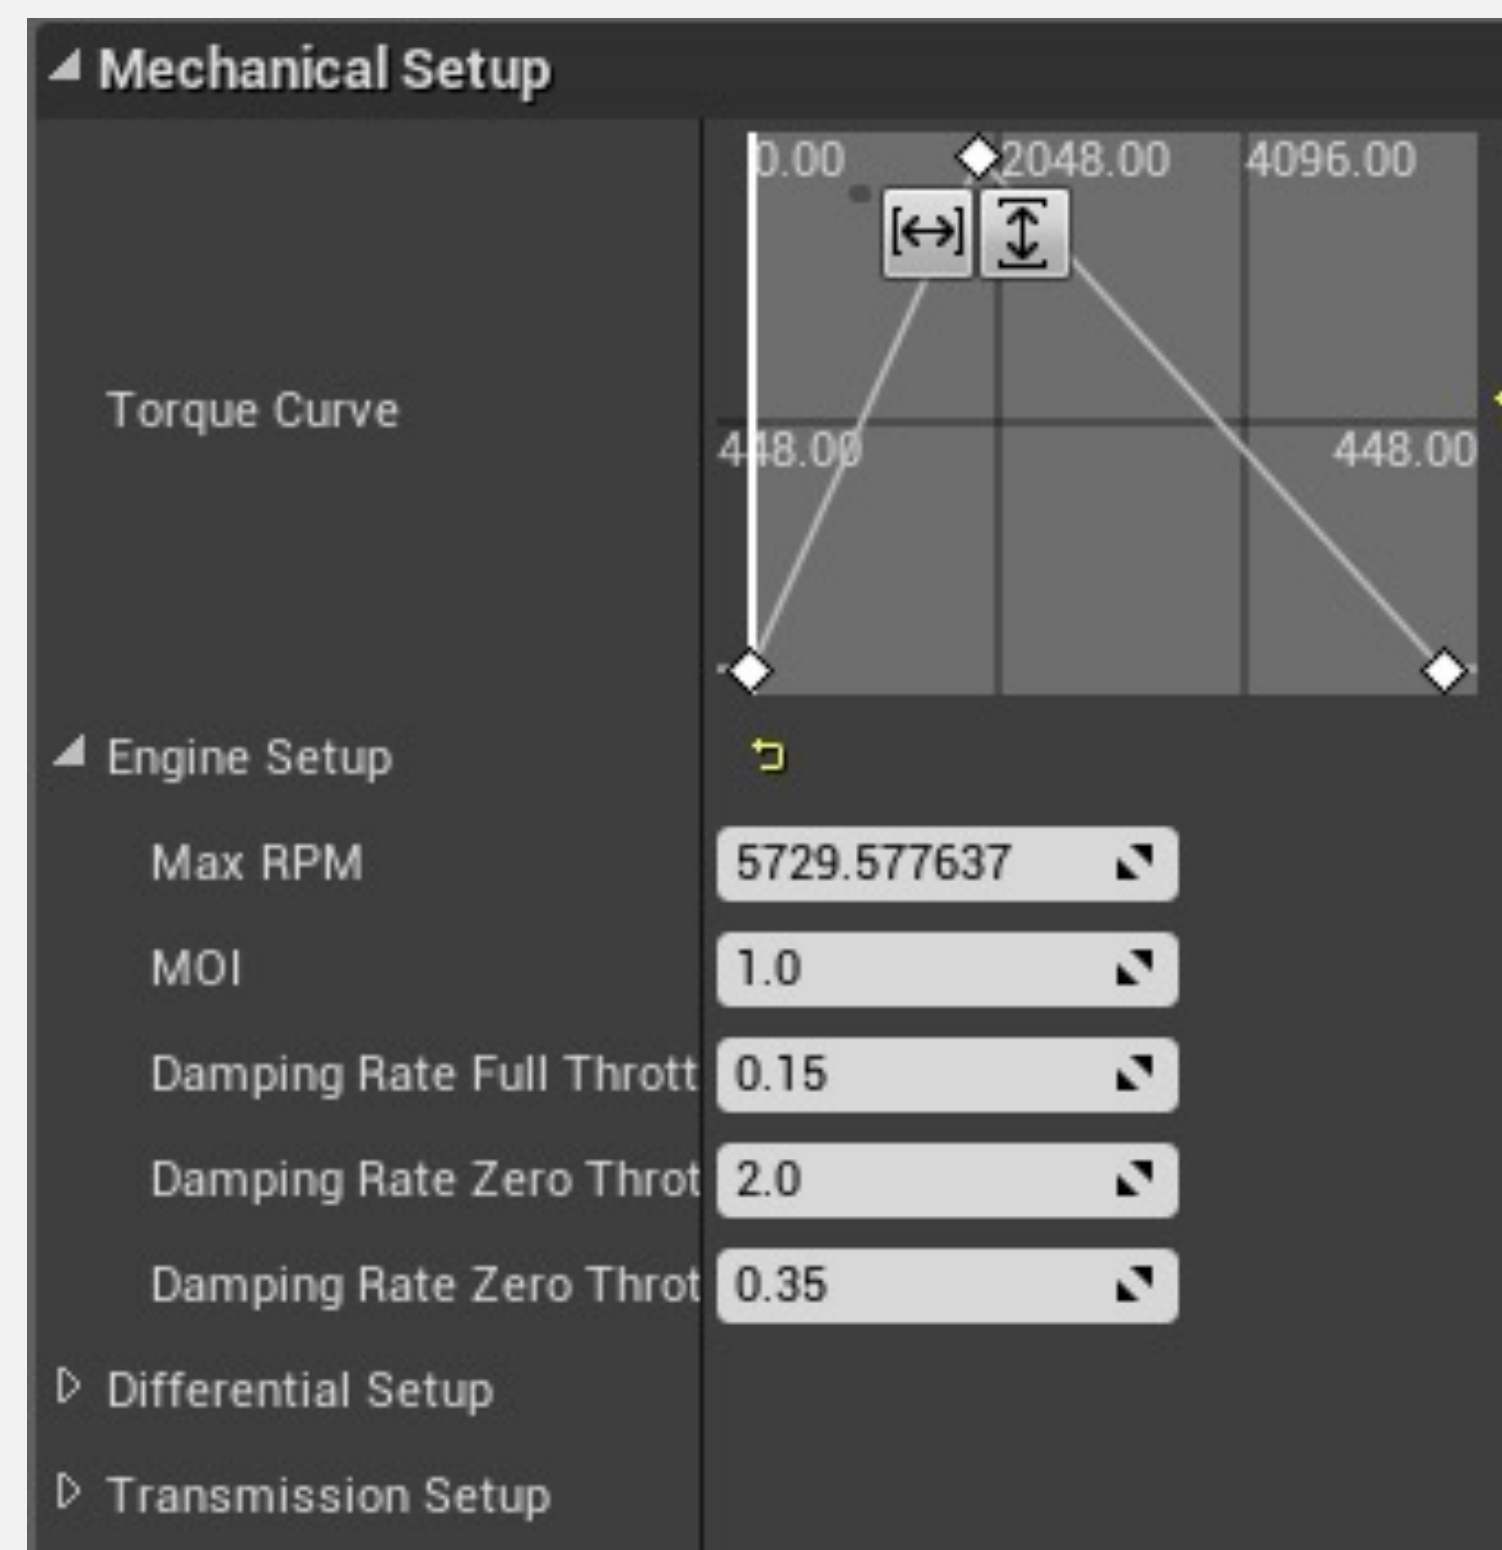 Mechanical Setup
0.00 2048.00 4096.00
Torque Curve
448.00 448.00
Engine Setup
Max RPM 5729.577637
MOI 1.0
Damping Rate Full Thrott 0.15
Damping Rate Zero Throt 2.0
Damping Rate Zero Throt 0.35
Differential Setup
Transmission Setup